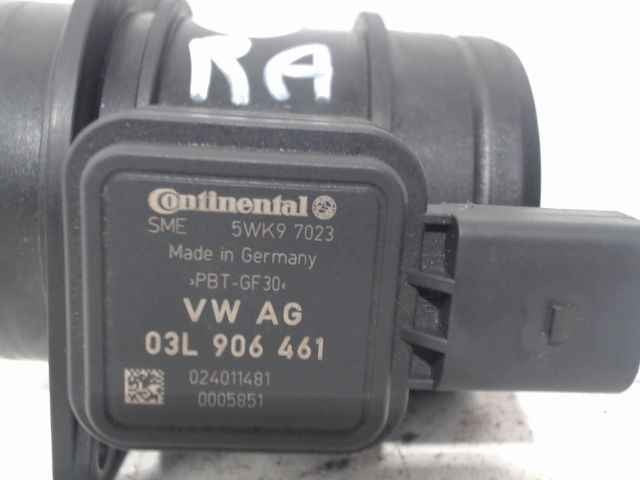 RA
Continental
SME 5WK9 7023
Made in Germany
>PBT-GF30<
VW AG
03L 906 461
024011481
0005851